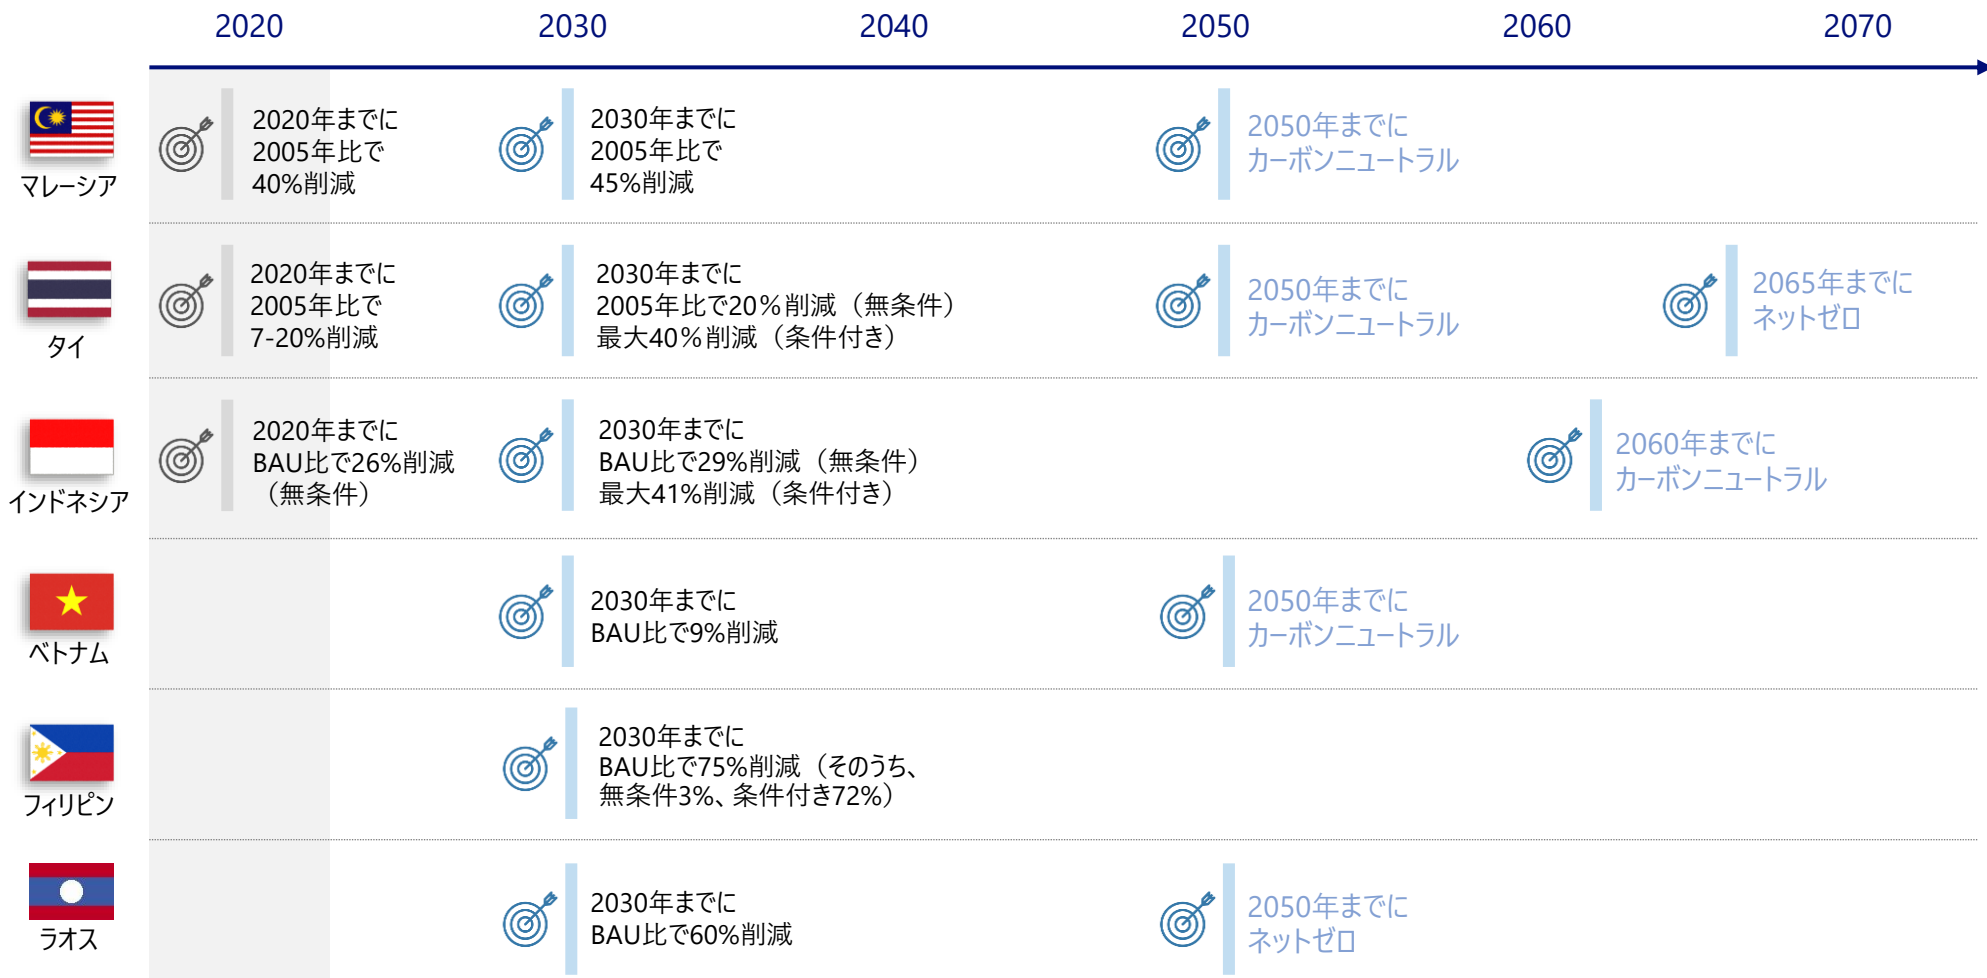 2020 2030 2040 2050 2060 2070
マレーシア
2020年までに
2005年比で
40%削減
2030年までに
2005年比で
45%削減
2050年までに
カーボンニュートラル
タイ
2020年までに
2005年比で
7-20%削減
2030年までに
2005年比で20%削減（無条件）
最大40%削減（条件付き）
2050年までに
カーボンニュートラル
2065年までに
ネットゼロ
インドネシア
2020年までに
BAU比で26%削減
（無条件）
2030年までに
BAU比で29%削減（無条件）
最大41%削減（条件付き）
2060年までに
カーボンニュートラル
ベトナム
2030年までに
BAU比で9%削減
2050年までに
カーボンニュートラル
フィリピン
2030年までに
BAU比で75%削減（そのうち、
無条件3%、条件付き72%）
ラオス
2030年までに
BAU比で60%削減
2050年までに
ネットゼロ